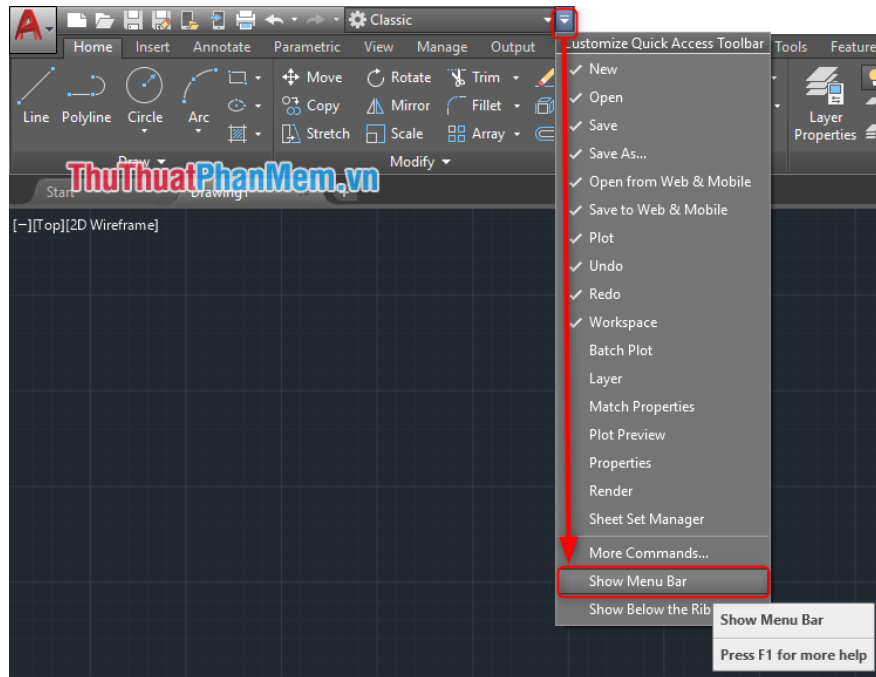 A
Classic
Home Insert Annotate Parametric View Manage Output
Customize Quick Access Toolbar
Tools Feature
Line Polyline Circle Arc
Move Rotate Trim
Copy Mirror Fillet
Stretch Scale Array
Layer
Properties
Draw Modify
ThuThuatPhanMem.vn
Start Drawing1
[−][Top][2D Wireframe]
New
Open
Save
Save As...
Open from Web & Mobile
Save to Web & Mobile
Plot
Undo
Redo
Workspace
Batch Plot
Layer
Match Properties
Plot Preview
Properties
Render
Sheet Set Manager
More Commands...
Show Menu Bar
Show Below the Rib
Show Menu Bar
Press F1 for more help